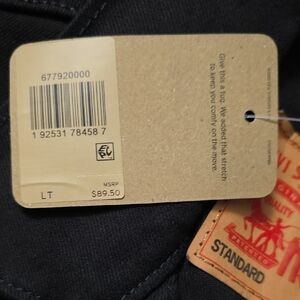 677920000
1 92531 78458 7
LT
MSRP
$89.50
Give this a tug. We added that stretch
to keep you comfy on the move.
STANDARD